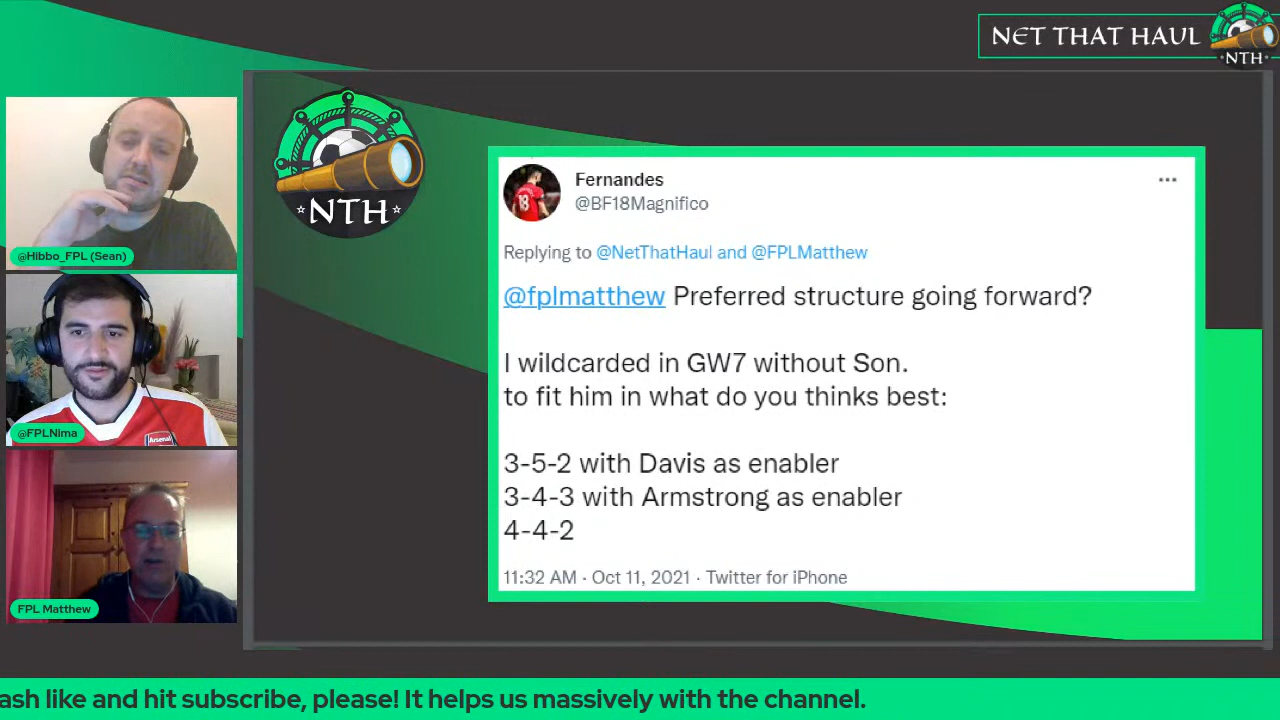 NET THAT HAUL
NTH
NTH
@Hibbo_FPL (Sean)
@FPLNima
Arsenal
FPL Matthew
18
Fernandes
@BF18Magnifico
Replying to @NetThatHaul and @FPLMatthew
@fplmatthew Preferred structure going forward?
I wildcarded in GW7 without Son.
to fit him in what do you thinks best:
3-5-2 with Davis as enabler
3-4-3 with Armstrong as enabler
4-4-2
11:32 AM · Oct 11, 2021 · Twitter for iPhone
ash like and hit subscribe, please! It helps us massively with the channel.